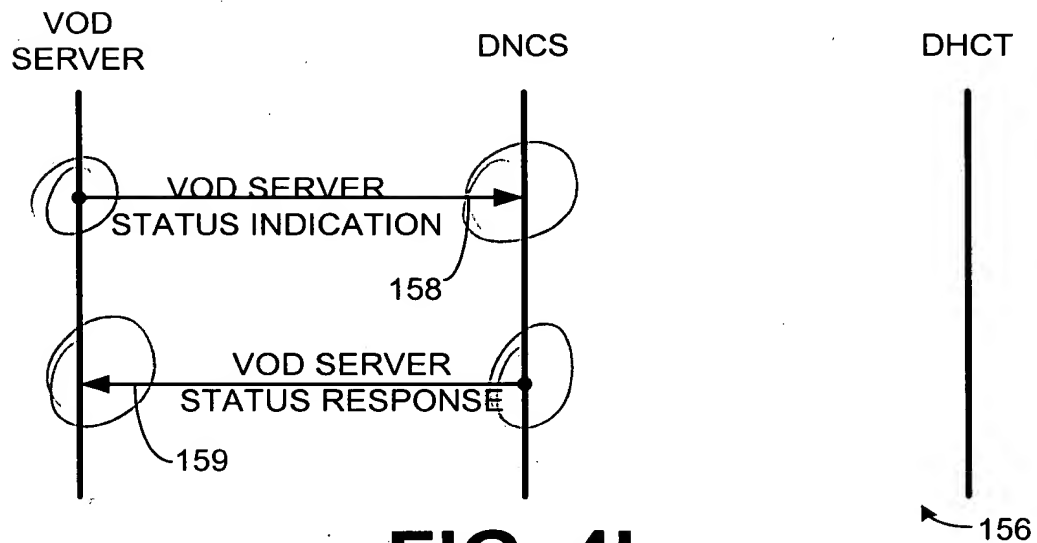 VOD
SERVER
DNCS
DHCT
VOD SERVER
STATUS INDICATION
158
VOD SERVER
STATUS RESPONSE
159
156